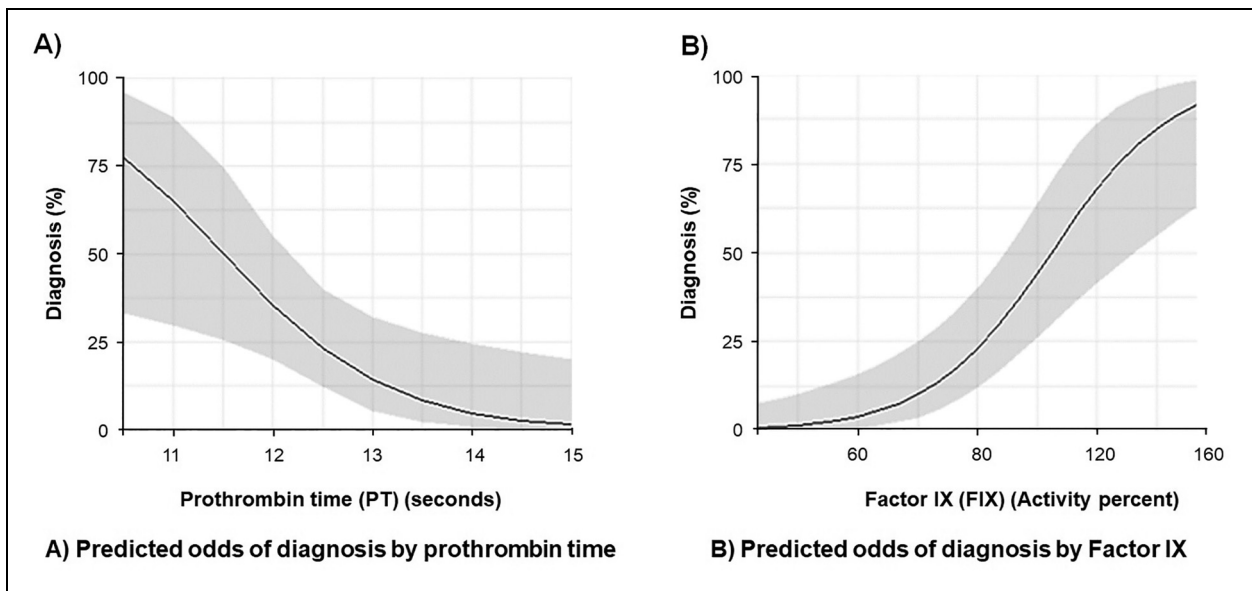 A)
100
75
50
25
0
Diagnosis (%)
11 12 13 14 15
Prothrombin time (PT) (seconds)
A) Predicted odds of diagnosis by prothrombin time
B)
100
75
50
25
0
Diagnosis (%)
60 80 120 160
Factor IX (FIX) (Activity percent)
B) Predicted odds of diagnosis by Factor IX